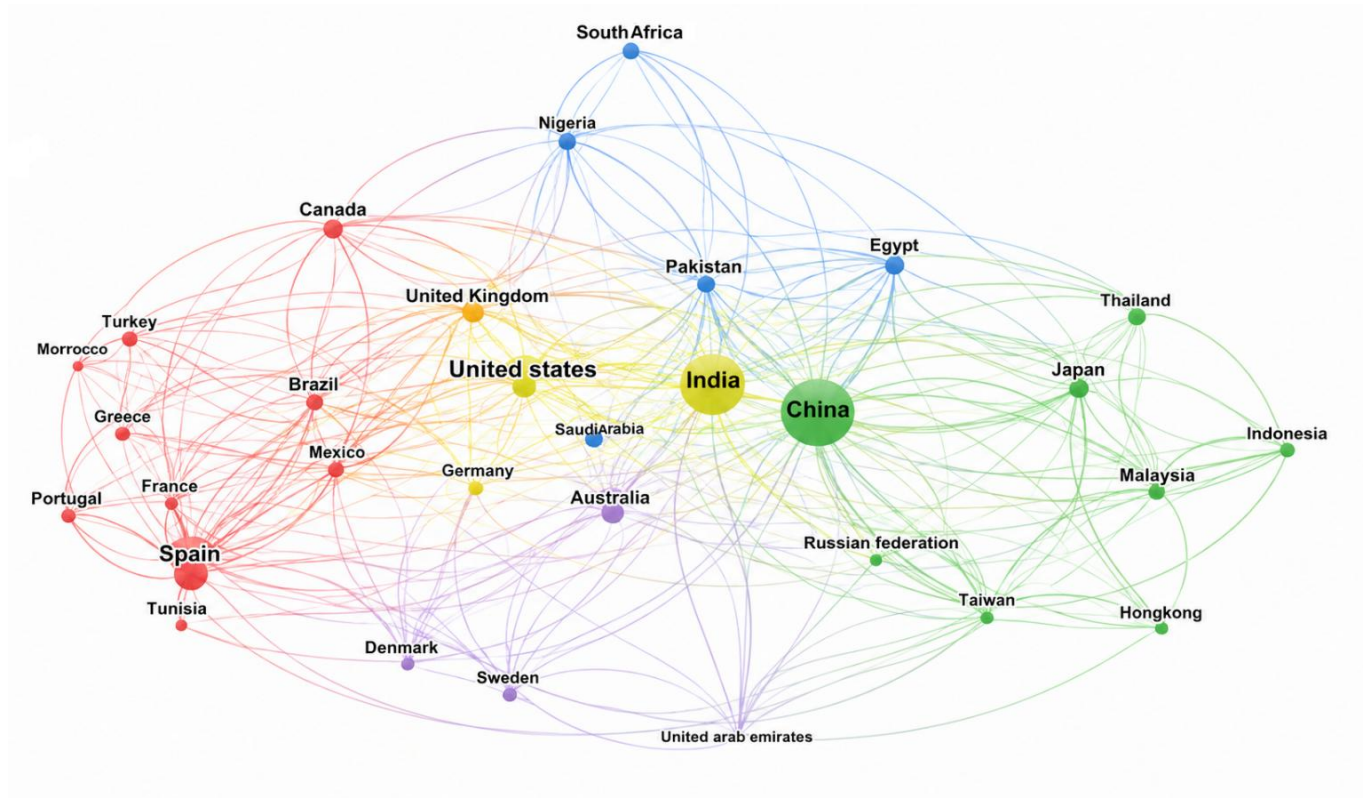 South Africa
Nigeria
Canada
Egypt
Pakistan
United Kingdom
Thailand
Turkey
Morrocco
United states
Japan
India
Brazil
China
Greece
SaudiArabia
Indonesia
Mexico
Germany
Malaysia
France
Portugal
Australia
Russian federation
Spain
Taiwan
Tunisia
Hongkong
Denmark
Sweden
United arab emirates